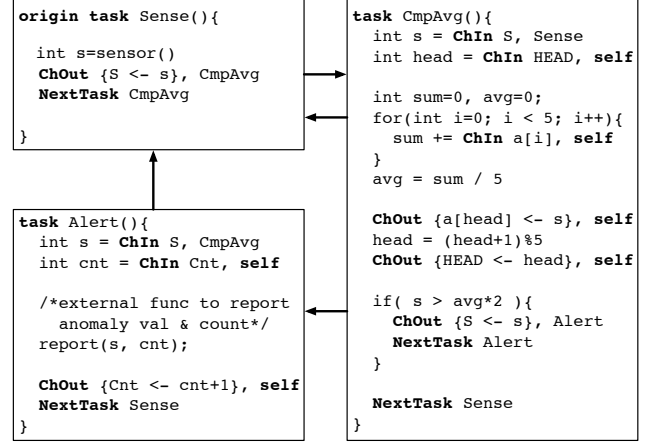 origin task Sense(){
int s=sensor()
ChOut {S <- s}, CmpAvg
NextTask CmpAvg
}
task Alert(){
int s = ChIn S, CmpAvg
int cnt = ChIn Cnt, self
/*external func to report
anomaly val & count*/
report(s, cnt);
ChOut {Cnt <- cnt+1}, self
NextTask Sense
}
task CmpAvg(){
int s = ChIn S, Sense
int head = ChIn HEAD, self
int sum=0, avg=0;
for(int i=0; i < 5; i++){
sum += ChIn a[i], self
}
avg = sum / 5
ChOut {a[head] <- s}, self
head = (head+1)%5
ChOut {HEAD <- head}, self
if( s > avg*2 ){
ChOut {S <- s}, Alert
NextTask Alert
}
NextTask Sense
}